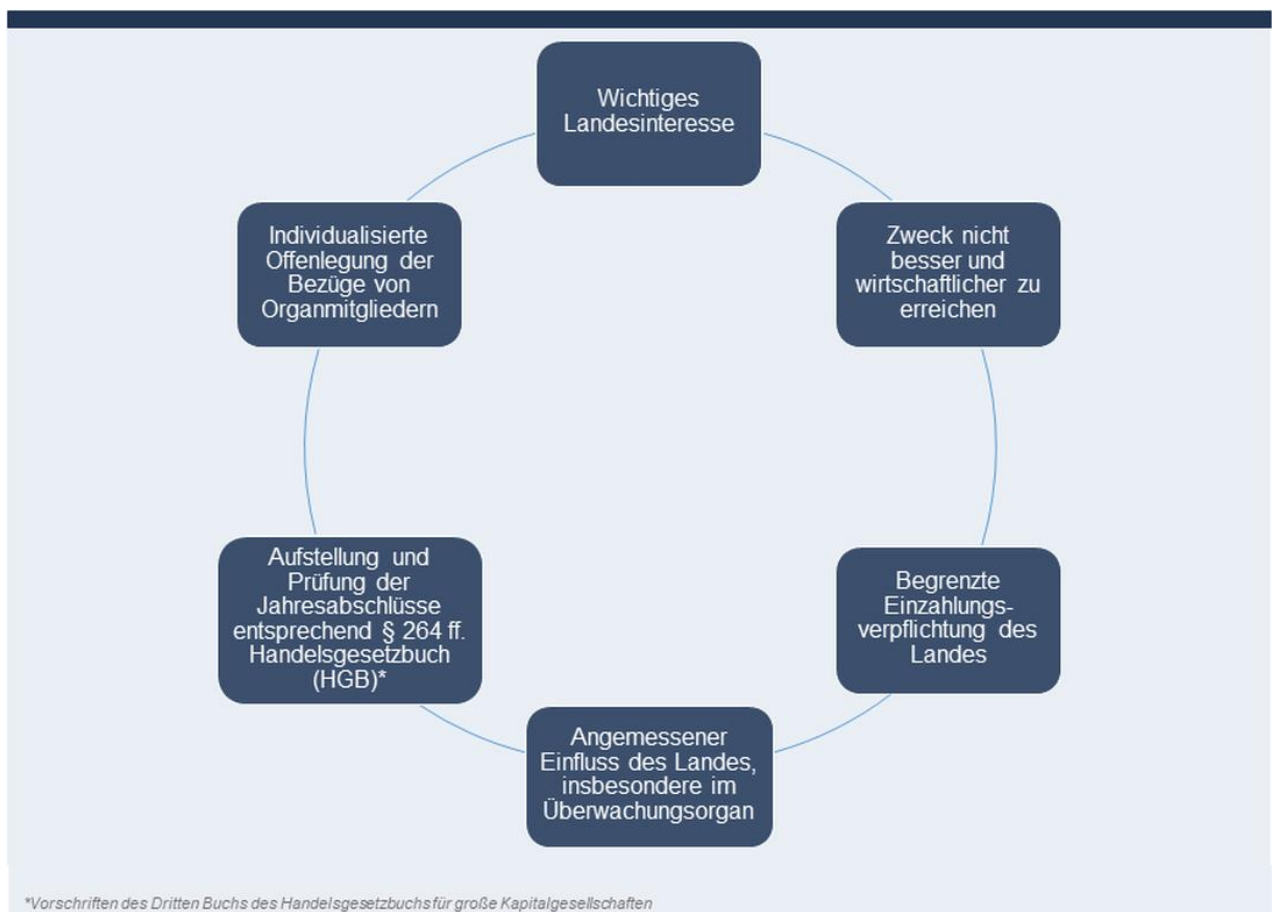 Wichtiges
Landesinteresse
Zweck nicht
besser und
wirtschaftlicher zu
erreichen
Begrenzte
Einzahlungs-
verpflichtung des
Landes
Angemessener
Einfluss des Landes,
insbesondere im
Überwachungsorgan
Aufstellung und
Prüfung der
Jahresabschlüsse
entsprechend § 264 ff.
Handelsgesetzbuch
(HGB)*
Individualisierte
Offenlegung der
Bezüge von
Organmitgliedern
*Vorschriften des Dritten Buchs des Handelsgesetzbuchs für große Kapitalgesellschaften